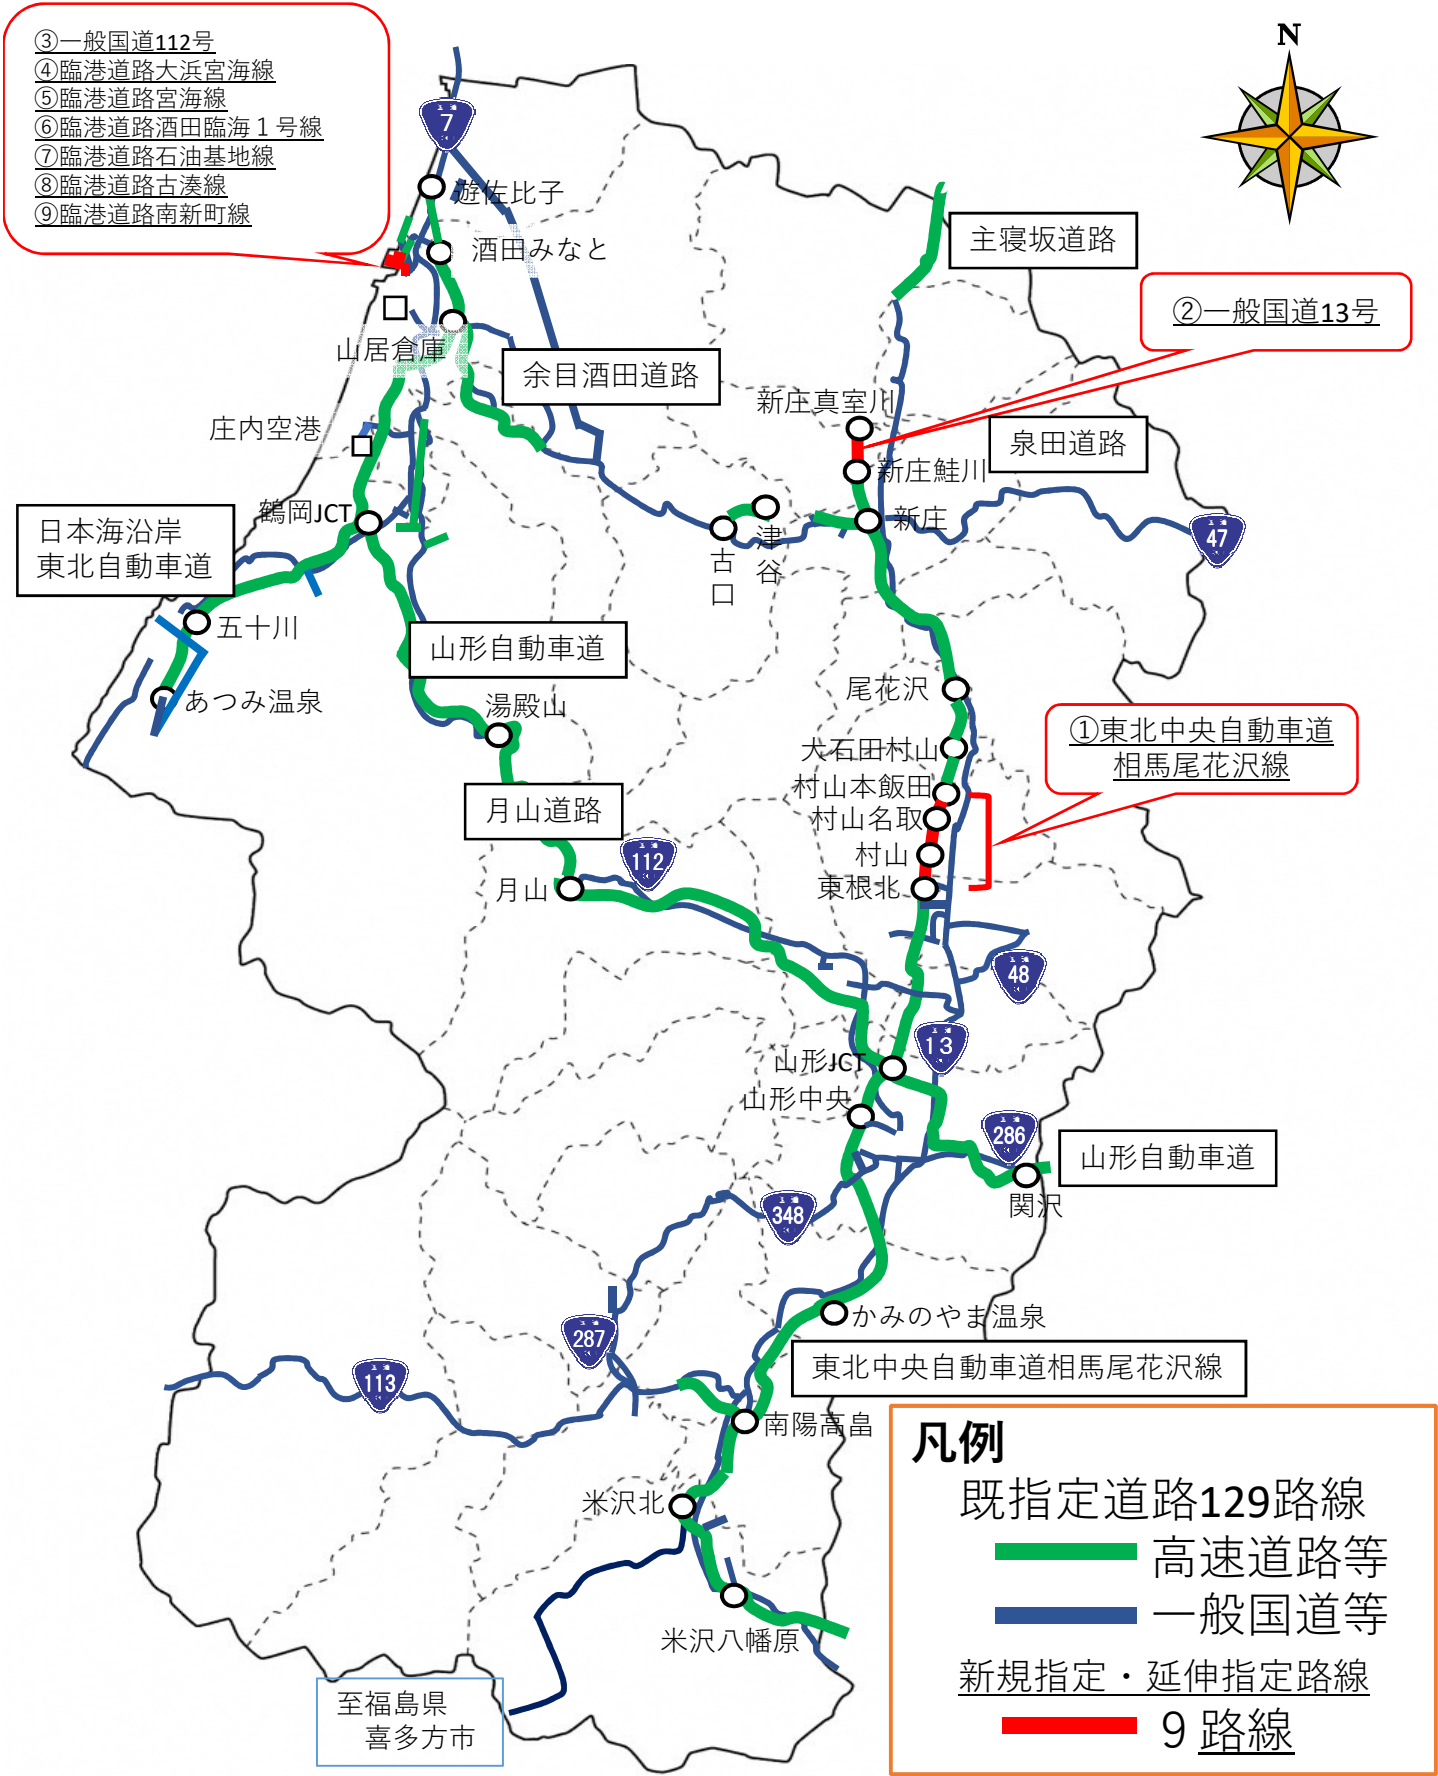 ③一般国道112号
④臨港道路大浜宮海線
⑤臨港道路宮海線
⑥臨港道路酒田臨海１号線
⑦臨港道路石油基地線
⑧臨港道路古湊線
⑨臨港道路南新町線
N
7
遊佐比子
酒田みなと
主寝坂道路
②一般国道13号
山居倉庫
余目酒田道路
新庄真室川
庄内空港
泉田道路
新庄鮭川
鶴岡JCT
日本海沿岸
東北自動車道
新庄
津谷
古口
47
五十川
山形自動車道
あつみ温泉
湯殿山
尾花沢
①東北中央自動車道
相馬尾花沢線
大石田村山
村山本飯田
月山道路
村山名取
112
村山
月山
東根北
48
13
山形JCT
山形中央
286
山形自動車道
関沢
348
かみのやま温泉
287
東北中央自動車道相馬尾花沢線
113
南陽高畠
凡例
既指定道路129路線
高速道路等
一般国道等
新規指定・延伸指定路線
９路線
米沢北
米沢八幡原
至福島県
喜多方市